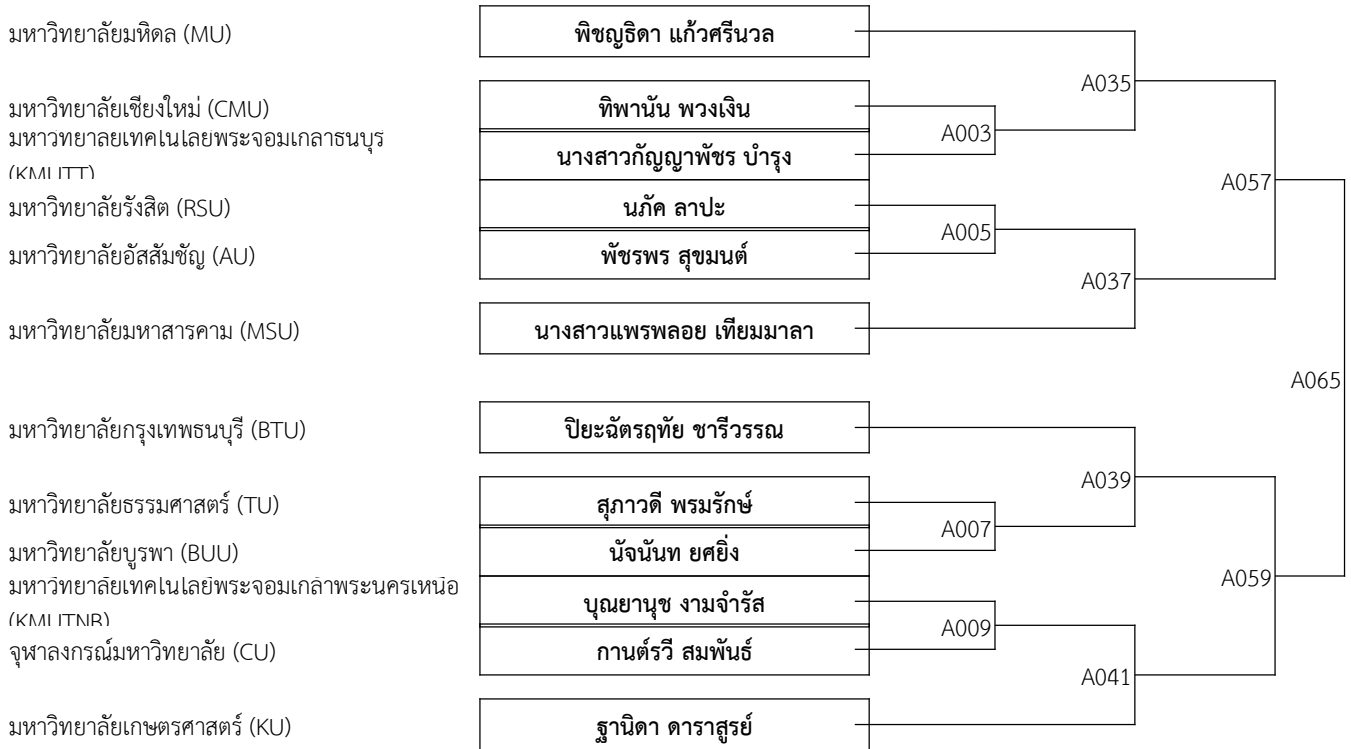 มหาวิทยาลัยมหิดล (MU) พิชญธิดา แก้วศรีนวล
A035
มหาวิทยาลัยเชียงใหม่ (CMU) ทิพานัน พวงเงิน
A003
มหาวิทยาลัยเทคโนโลยีพระจอมเกล้าธนบุรี
(KMUTT) นางสาวกัญญาพัชร บำรุง
A057
มหาวิทยาลัยรังสิต (RSU) นภัค ลาปะ
A005
มหาวิทยาลัยอัสสัมชัญ (AU) พัชรพร สุขมนต์
A037
มหาวิทยาลัยมหาสารคาม (MSU) นางสาวแพรพลอย เทียมมาลา
A065
มหาวิทยาลัยกรุงเทพธนบุรี (BTU) ปิยะฉัตรฤทัย ชารีวรรณ
A039
มหาวิทยาลัยธรรมศาสตร์ (TU) สุภาวดี พรมรักษ์
A007
มหาวิทยาลัยบูรพา (BUU) นัจนันท ยศยิ่ง
A059
มหาวิทยาลัยเทคโนโลยีพระจอมเกล้าพระนครเหนือ
(KMUTNB) บุณยานุช งามจำรัส
A009
จุฬาลงกรณ์มหาวิทยาลัย (CU) กานต์รวี สมพันธ์
A041
มหาวิทยาลัยเกษตรศาสตร์ (KU) ฐานิดา ดาราสูรย์